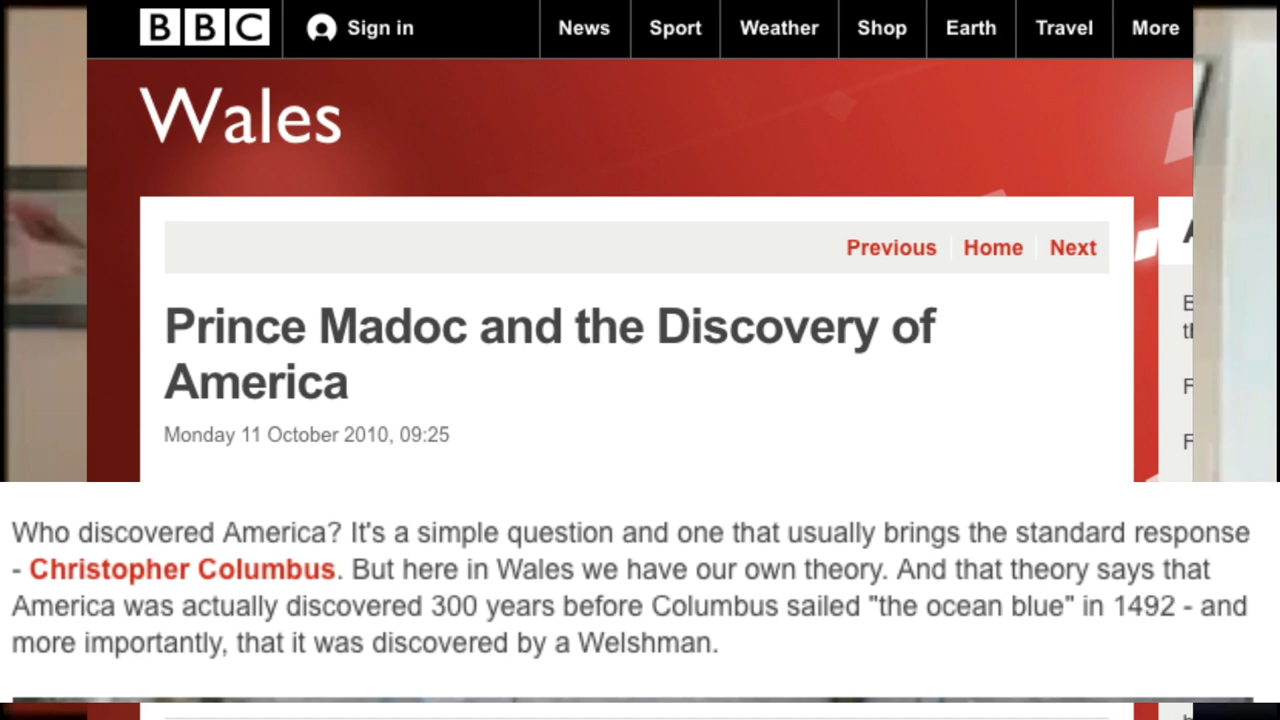 BBC Sign in News Sport Weather Shop Earth Travel More
Wales
Previous Home Next
Prince Madoc and the Discovery of
America
Monday 11 October 2010, 09:25
Who discovered America? It's a simple question and one that usually brings the standard response
- Christopher Columbus. But here in Wales we have our own theory. And that theory says that
America was actually discovered 300 years before Columbus sailed "the ocean blue" in 1492 - and
more importantly, that it was discovered by a Welshman.